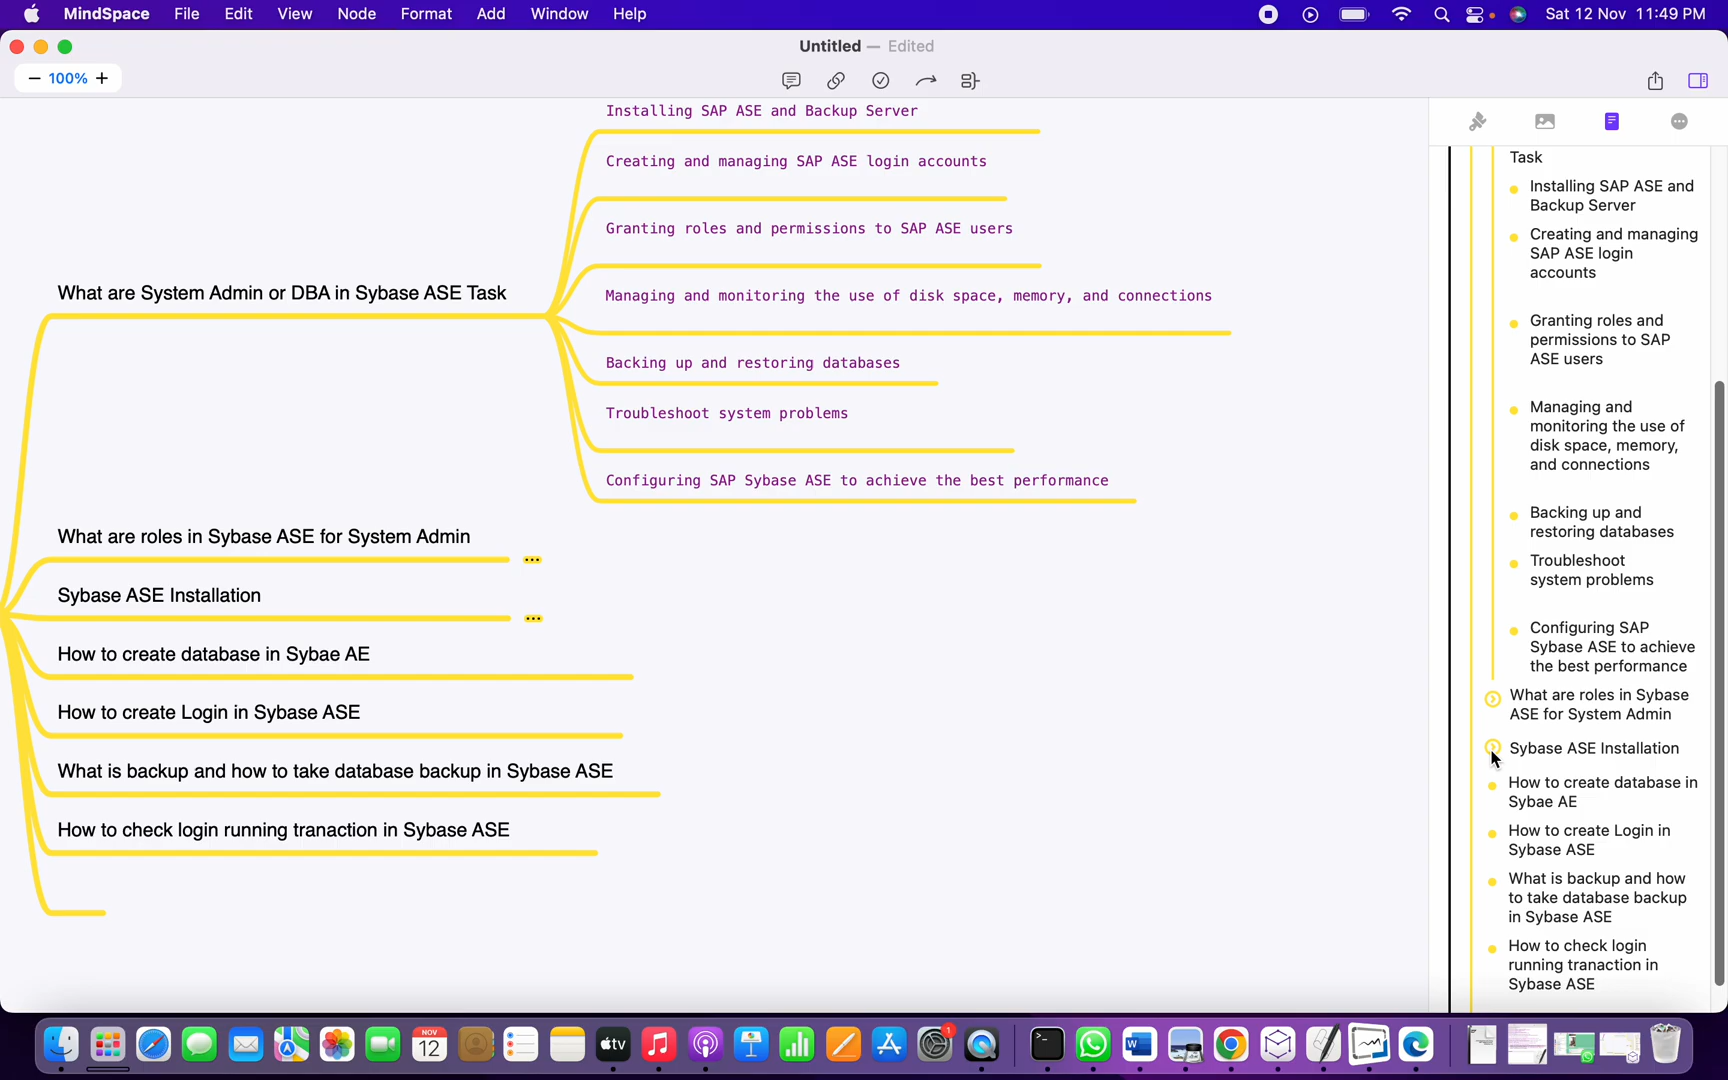 MindSpace File Edit View Node Format Add Window Help Sat 12 Nov 11:49 PM
Untitled — Edited
100%
Installing SAP ASE and Backup Server
Creating and managing SAP ASE login accounts
Granting roles and permissions to SAP ASE users
What are System Admin or DBA in Sybase ASE Task
Managing and monitoring the use of disk space, memory, and connections
Backing up and restoring databases
Troubleshoot system problems
Configuring SAP Sybase ASE to achieve the best performance
What are roles in Sybase ASE for System Admin
Sybase ASE Installation
How to create database in Sybae AE
How to create Login in Sybase ASE
What is backup and how to take database backup in Sybase ASE
How to check login running tranaction in Sybase ASE
Task
Installing SAP ASE and
Backup Server
Creating and managing
SAP ASE login
accounts
Granting roles and
permissions to SAP
ASE users
Managing and
monitoring the use of
disk space, memory,
and connections
Backing up and
restoring databases
Troubleshoot
system problems
Configuring SAP
Sybase ASE to achieve
the best performance
What are roles in Sybase
ASE for System Admin
Sybase ASE Installation
How to create database in
Sybae AE
How to create Login in
Sybase ASE
What is backup and how
to take database backup
in Sybase ASE
How to check login
running tranaction in
Sybase ASE
NOV
12
tv
1